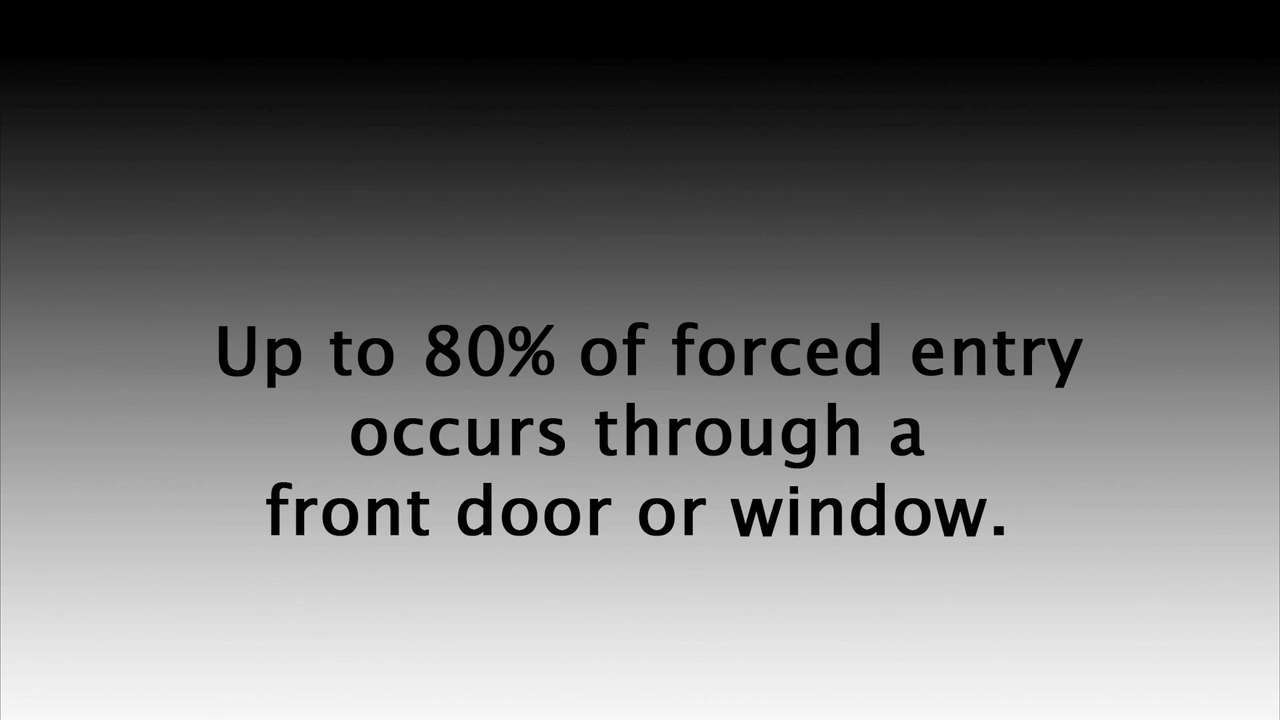 Up to 80% of forced entry
occurs through a
front door or window.